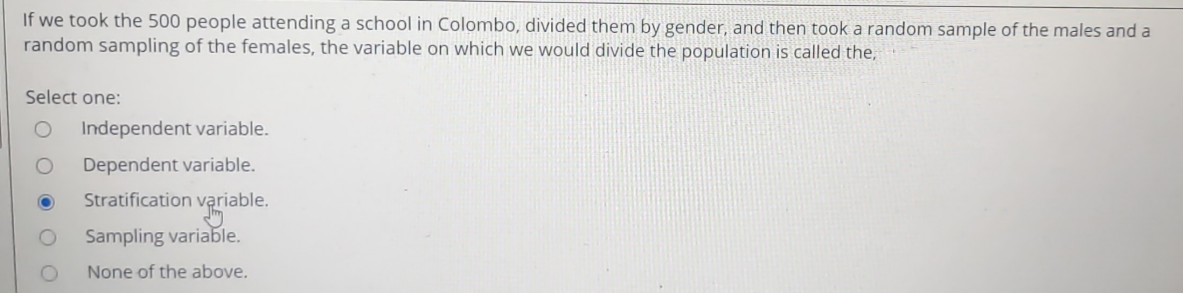 If we took the 500 people attending a school in Colombo, divided them by gender, and then took a random sample of the males and a
random sampling of the females, the variable on which we would divide the population is called the,
Select one:
Independent variable.
Dependent variable.
Stratification variable.
Sampling variable.
None of the above.